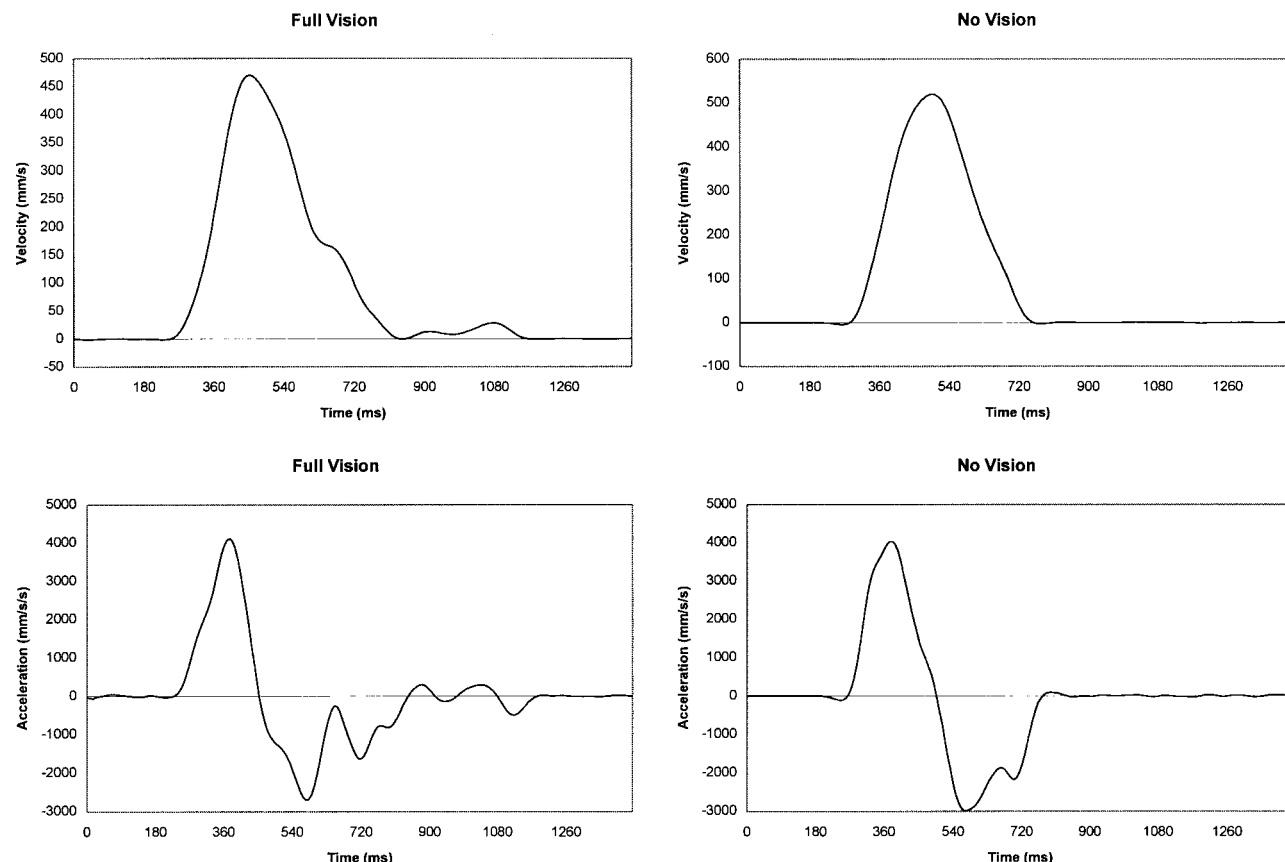 Full Vision
500
450
400
350
300
250
200
150
100
50
0
-50
Velocity (mm/s)
0 180 360 540 720 900 1080 1260
Time (ms)
No Vision
600
500
400
300
200
100
0
-100
Velocity (mm/s)
0 180 360 540 720 900 1080 1260
Time (ms)
Full Vision
5000
4000
3000
2000
1000
0
-1000
-2000
-3000
Acceleration (mm/s/s)
0 180 360 540 720 900 1080 1260
Time (ms)
No Vision
5000
4000
3000
2000
1000
0
-1000
-2000
-3000
Acceleration (mm/s/s)
0 180 360 540 720 900 1080 1260
Time (ms)